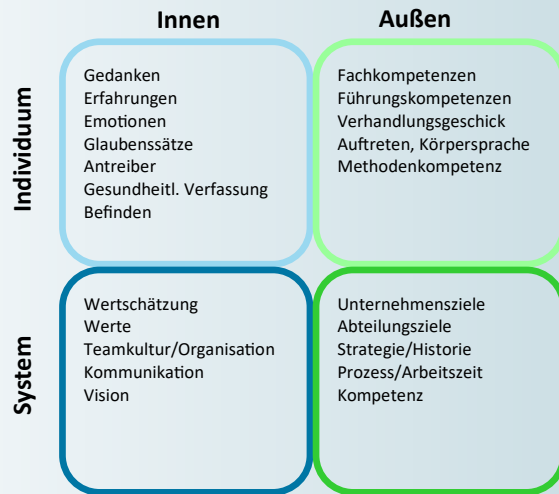 Innen
Außen
Individuum
Gedanken
Erfahrungen
Emotionen
Glaubenssätze
Antreiber
Gesundheitl. Verfassung
Befinden
Fachkompetenzen
Führungskompetenzen
Verhandlungsgeschick
Auftreten, Körpersprache
Methodenkompetenz
System
Wertschätzung
Werte
Teamkultur/Organisation
Kommunikation
Vision
Unternehmensziele
Abteilungsziele
Strategie/Historie
Prozess/Arbeitszeit
Kompetenz